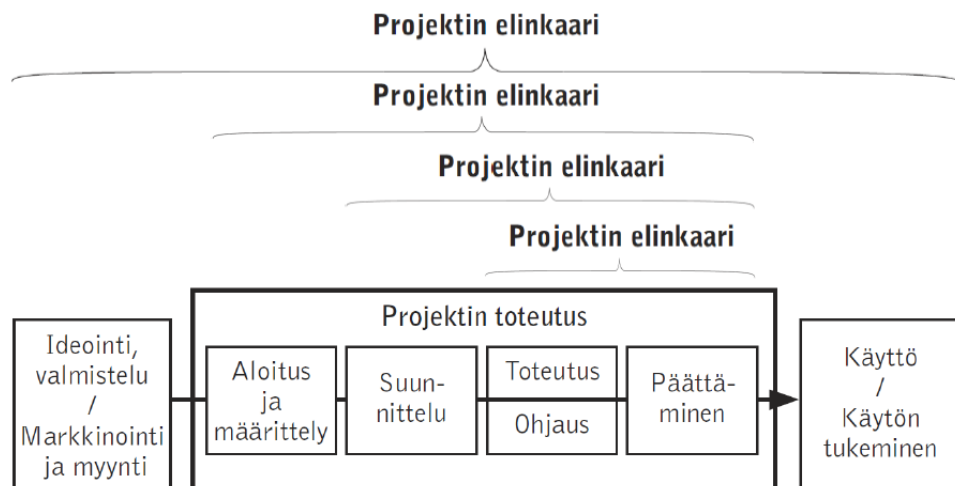 Projektin elinkaari
Projektin elinkaari
Projektin elinkaari
Projektin elinkaari
Projektin toteutus
Ideointi,
valmistelu
/
Markkinointi
ja myynti
Aloitus
ja
määrittely
Suun-
nittelu
Toteutus
Ohjaus
Päättä-
minen
Käyttö
/
Käytön
tukeminen